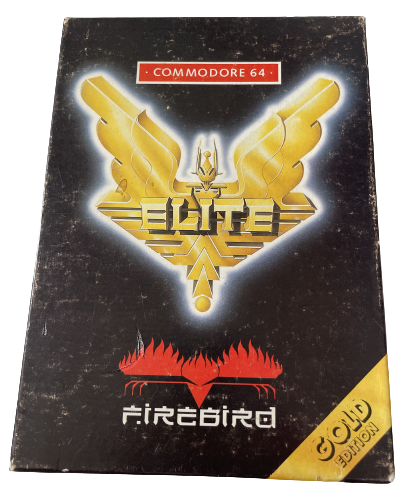 · COMMODORE 64 ·
ELITE
FIREBIRD
GOLD
EDITION